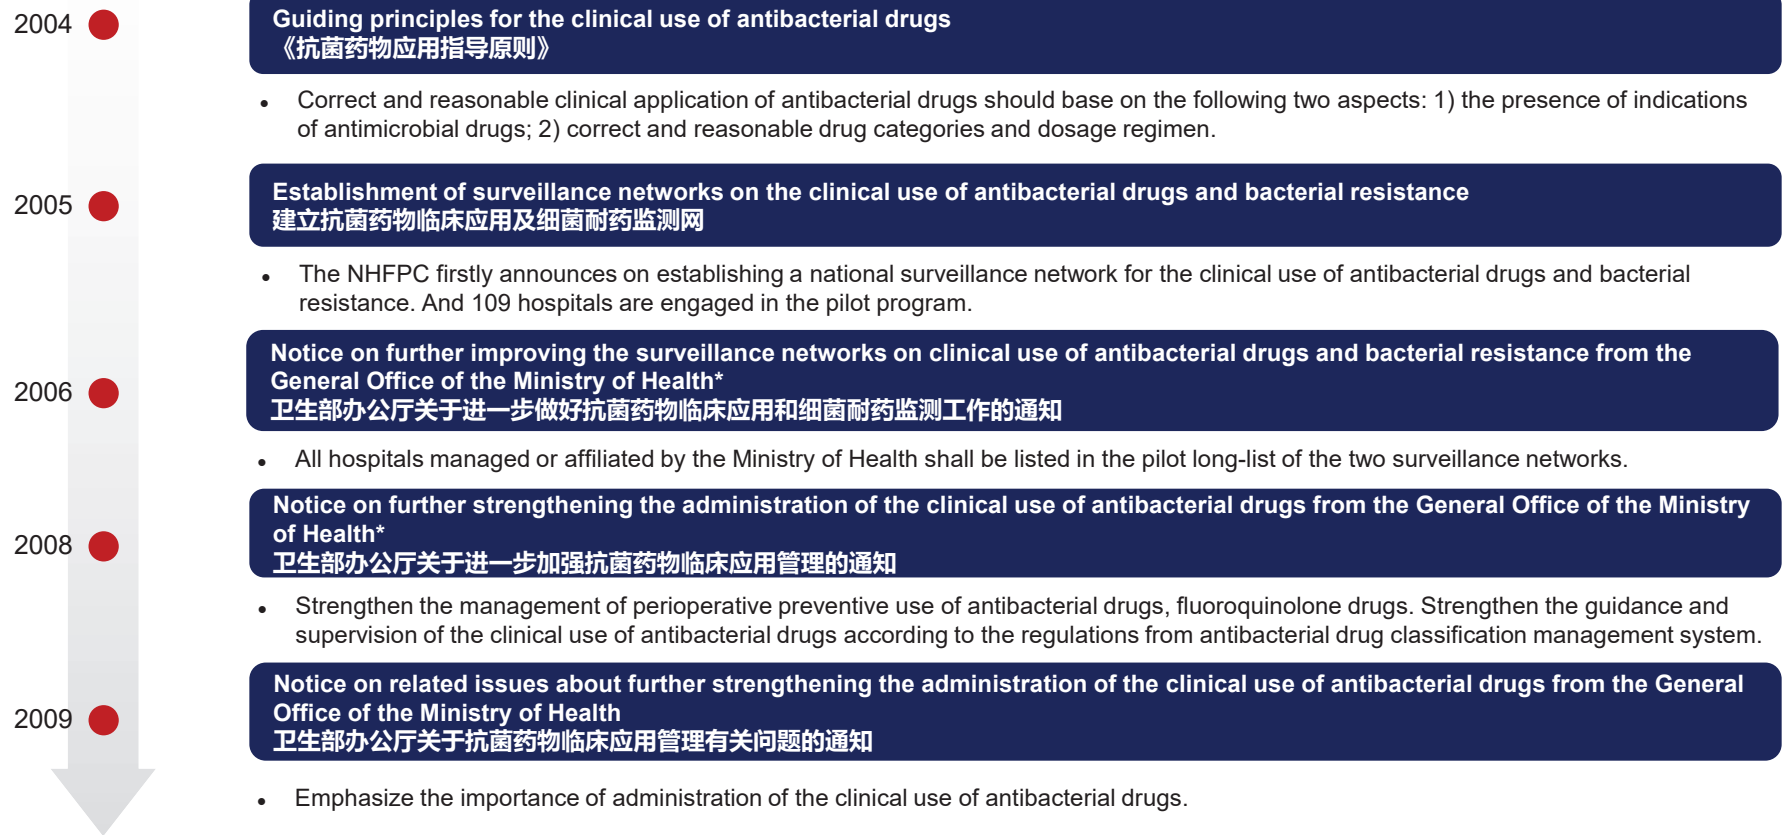 2004
Guiding principles for the clinical use of antibacterial drugs
《抗菌药物应用指导原则》
• Correct and reasonable clinical application of antibacterial drugs should base on the following two aspects: 1) the presence of indications
of antimicrobial drugs; 2) correct and reasonable drug categories and dosage regimen.
2005
Establishment of surveillance networks on the clinical use of antibacterial drugs and bacterial resistance
建立抗菌药物临床应用及细菌耐药监测网
• The NHFPC firstly announces on establishing a national surveillance network for the clinical use of antibacterial drugs and bacterial
resistance. And 109 hospitals are engaged in the pilot program.
2006
Notice on further improving the surveillance networks on clinical use of antibacterial drugs and bacterial resistance from the
General Office of the Ministry of Health*
卫生部办公厅关于进一步做好抗菌药物临床应用和细菌耐药监测工作的通知
• All hospitals managed or affiliated by the Ministry of Health shall be listed in the pilot long-list of the two surveillance networks.
2008
Notice on further strengthening the administration of the clinical use of antibacterial drugs from the General Office of the Ministry
of Health*
卫生部办公厅关于进一步加强抗菌药物临床应用管理的通知
• Strengthen the management of perioperative preventive use of antibacterial drugs, fluoroquinolone drugs. Strengthen the guidance and
supervision of the clinical use of antibacterial drugs according to the regulations from antibacterial drug classification management system.
2009
Notice on related issues about further strengthening the administration of the clinical use of antibacterial drugs from the General
Office of the Ministry of Health
卫生部办公厅关于抗菌药物临床应用管理有关问题的通知
• Emphasize the importance of administration of the clinical use of antibacterial drugs.